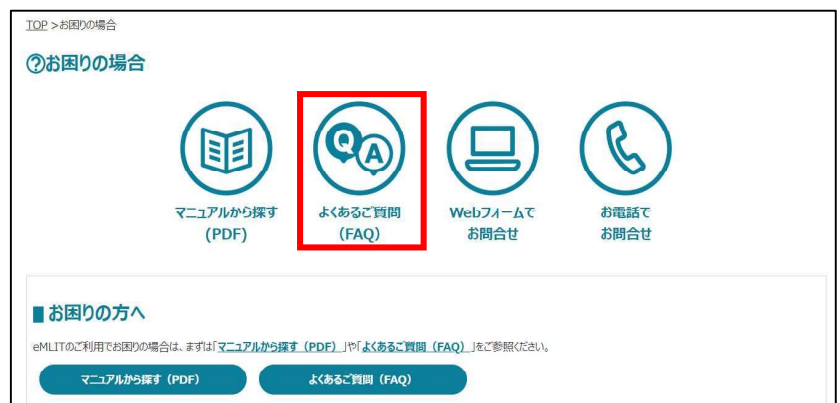 TOP >お困りの場合
?お困りの場合
Q A
マニュアルから探す
(PDF)
よくあるご質問
(FAQ)
Webフォームで
お問合せ
お電話で
お問合せ
■お困りの方へ
eMLITのご利用でお困りの場合は、まずは「マニュアルから探す（PDF）」や「よくあるご質問（FAQ）」をご参照ください。
マニュアルから探す（PDF）
よくあるご質問（FAQ）